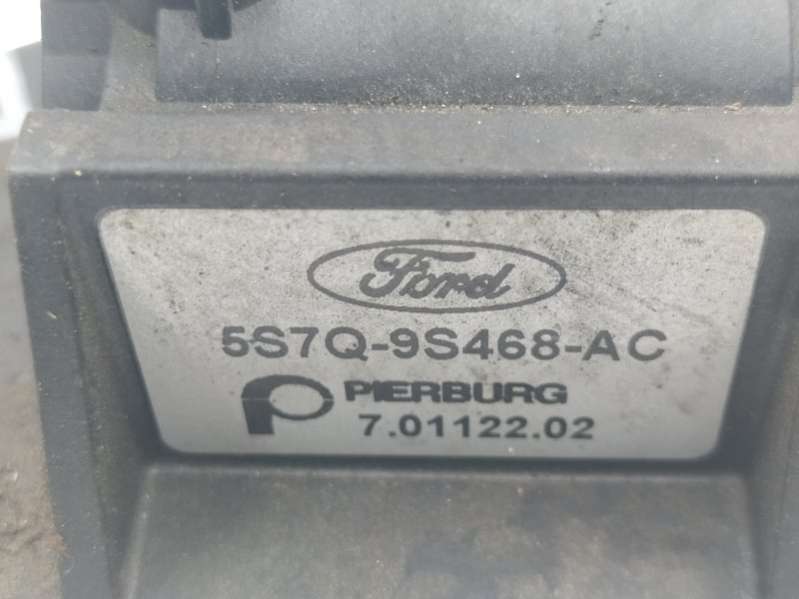 Ford
5S7Q-9S468-AC
PIERBURG
7.01122.02